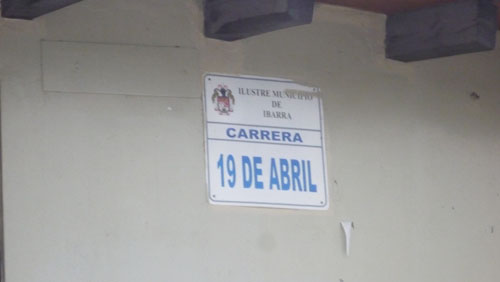 ILUSTRE MUNICIPIO
DE
IBARRA
CARRERA
19 DE ABRIL